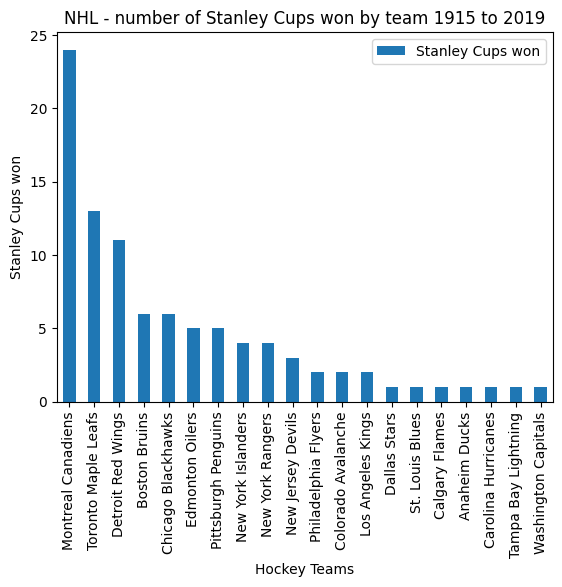 NHL - number of Stanley Cups won by team 1915 to 2019
Stanley Cups won
Stanley Cups won
25
20
15
10
5
0
Montreal Canadiens
Toronto Maple Leafs
Detroit Red Wings
Boston Bruins
Chicago Blackhawks
Edmonton Oilers
Pittsburgh Penguins
New York Islanders
New York Rangers
New Jersey Devils
Philadelphia Flyers
Colorado Avalanche
Los Angeles Kings
Dallas Stars
St. Louis Blues
Calgary Flames
Anaheim Ducks
Carolina Hurricanes
Tampa Bay Lightning
Washington Capitals
Hockey Teams